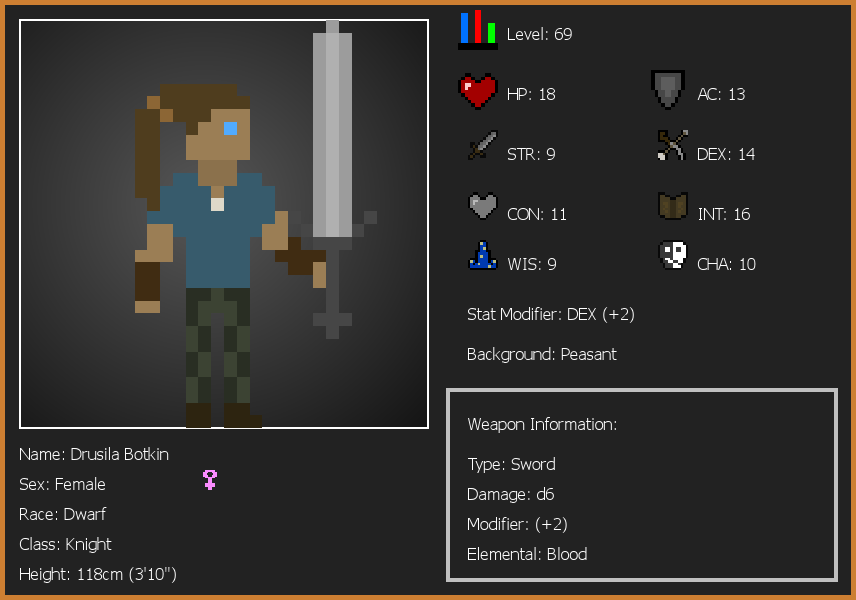 Level: 69
HP: 18
AC: 13
STR: 9
DEX: 14
CON: 11
INT: 16
WIS: 9
CHA: 10
Stat Modifier: DEX (+2)
Background: Peasant
Weapon Information:
Type: Sword
Damage: d6
Modifier: (+2)
Elemental: Blood
Name: Drusila Botkin
Sex: Female
Race: Dwarf
Class: Knight
Height: 118cm (3'10")